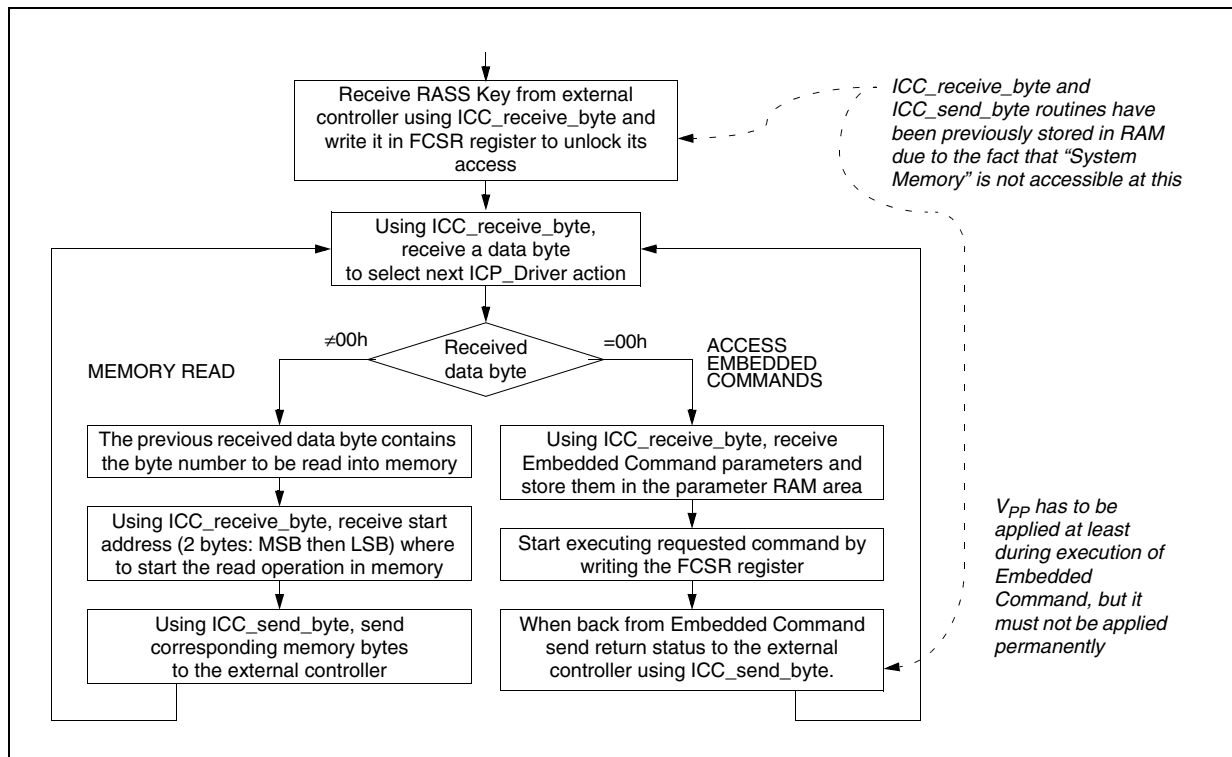 Receive RASS Key from external
controller using ICC_receive_byte and
write it in FCSR register to unlock its
access
ICC_receive_byte and
ICC_send_byte routines have
been previously stored in RAM
due to the fact that “System
Memory” is not accessible at this
Using ICC_receive_byte,
receive a data byte
to select next ICP_Driver action
≠00h
Received
data byte
=00h
MEMORY READ
ACCESS
EMBEDDED
COMMANDS
The previous received data byte contains
the byte number to be read into memory
Using ICC_receive_byte, receive start
address (2 bytes: MSB then LSB) where
to start the read operation in memory
Using ICC_send_byte, send
corresponding memory bytes
to the external controller
Using ICC_receive_byte, receive
Embedded Command parameters and
store them in the parameter RAM area
Start executing requested command by
writing the FCSR register
When back from Embedded Command
send return status to the external
controller using ICC_send_byte.
VPP has to be
applied at least
during execution of
Embedded
Command, but it
must not be applied
permanently